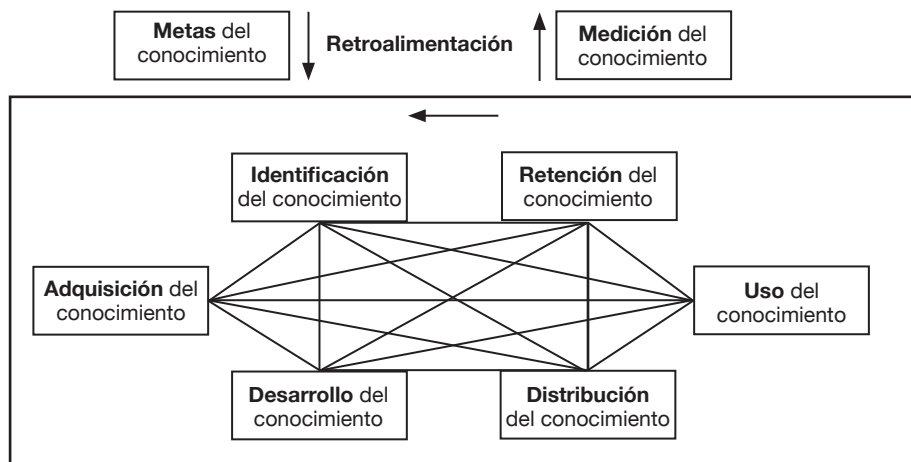 Metas del
conocimiento
Retroalimentación
Medición del
conocimiento
Identificación
del conocimiento
Retención del
conocimiento
Adquisición del
conocimiento
Uso del
conocimiento
Desarrollo del
conocimiento
Distribución
del conocimiento